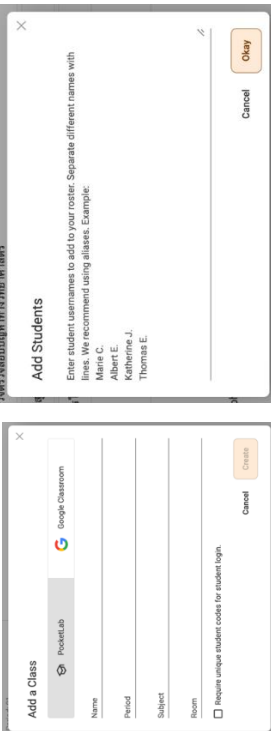 Add Students
Enter student usernames to add to your roster. Separate different names with
lines. We recommend using aliases. Example:
Marie C.
Albert E.
Katherine J.
Thomas E.
Cancel
Okay
Add a Class
PocketLab
Google Classroom
Name
Period
Subject
Room
Require unique student codes for student login.
Cancel
Create